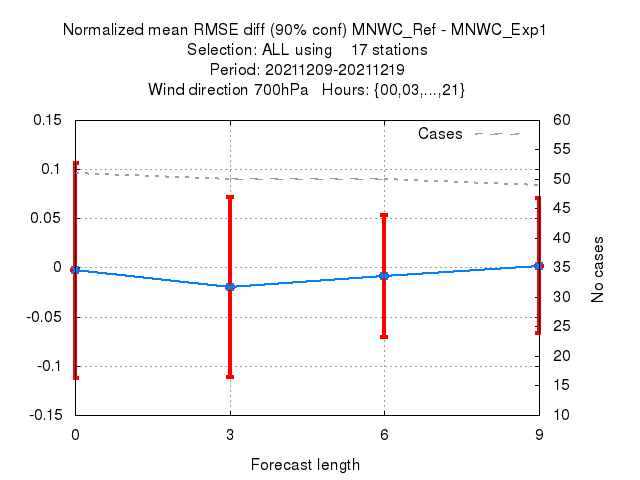 Normalized mean RMSE diff (90% conf) MNWC_Ref - MNWC_Exp1
Selection: ALL using 17 stations
Period: 20211209-20211219
Wind direction 700hPa Hours: {00,03,...,21}
Cases
0.15
0.1
0.05
0
-0.05
-0.1
-0.15
60
55
50
45
40
35
30
25
20
15
10
No cases
0 3 6 9
Forecast length